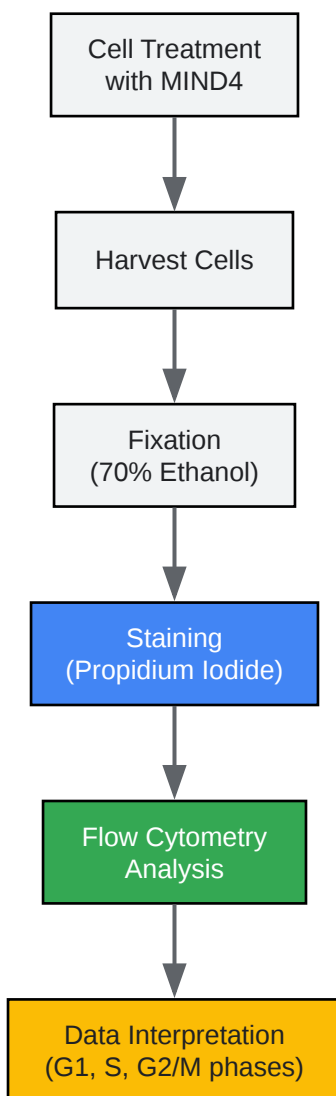 Cell Treatment
with MIND4
Harvest Cells
Fixation
(70% Ethanol)
Staining
(Propidium Iodide)
Flow Cytometry
Analysis
Data Interpretation
(G1, S, G2/M phases)